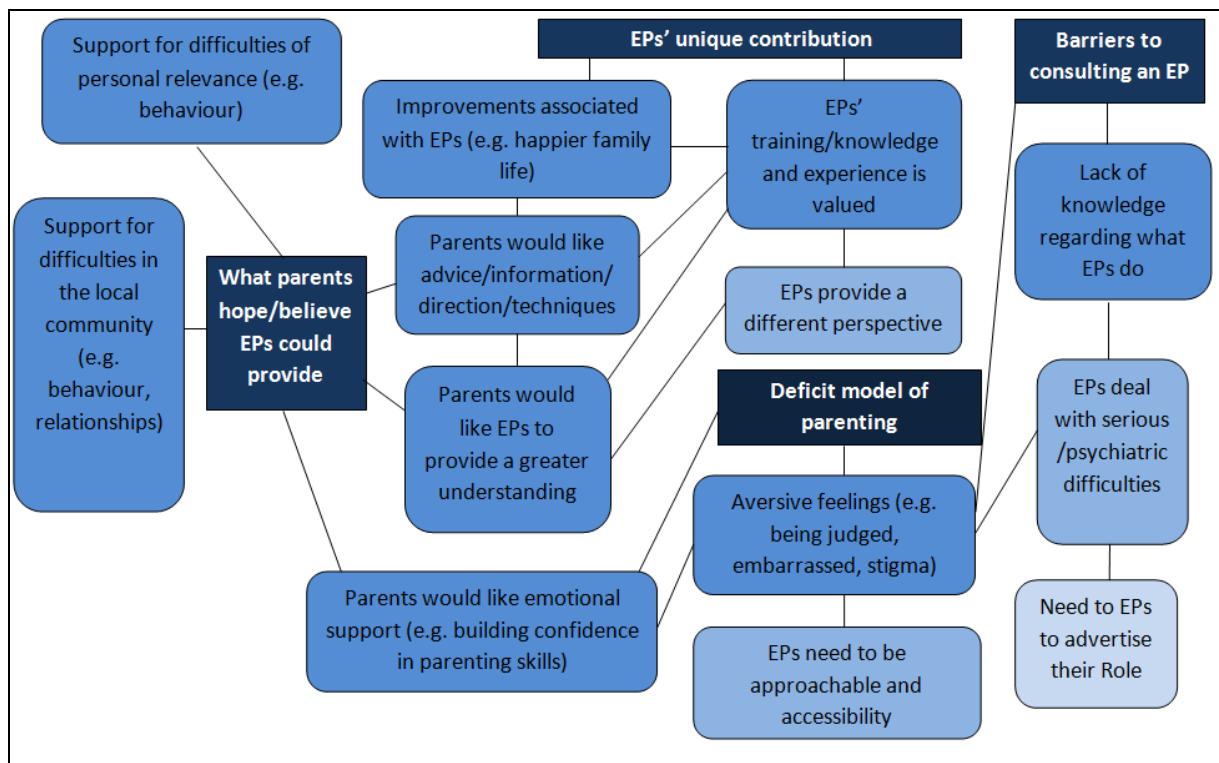 Support for difficulties of
personal relevance (e.g.
behaviour)
EPs’ unique contribution
Barriers to
consulting an EP
Improvements associated
with EPs (e.g. happier family
life)
EPs’
training/knowledge
and experience is
valued
Lack of
knowledge
regarding what
EPs do
Support for
difficulties in
the local
community
(e.g.
behaviour,
relationships)
What parents
hope/believe
EPs could
provide
Parents would like
advice/information/
direction/techniques
EPs provide a
different perspective
Parents would
like EPs to
provide a greater
understanding
Deficit model of
parenting
EPs deal
with serious
/psychiatric
difficulties
Aversive feelings (e.g.
being judged,
embarrassed, stigma)
Parents would like emotional
support (e.g. building confidence
in parenting skills)
EPs need to be
approachable and
accessibility
Need to EPs
to advertise
their Role